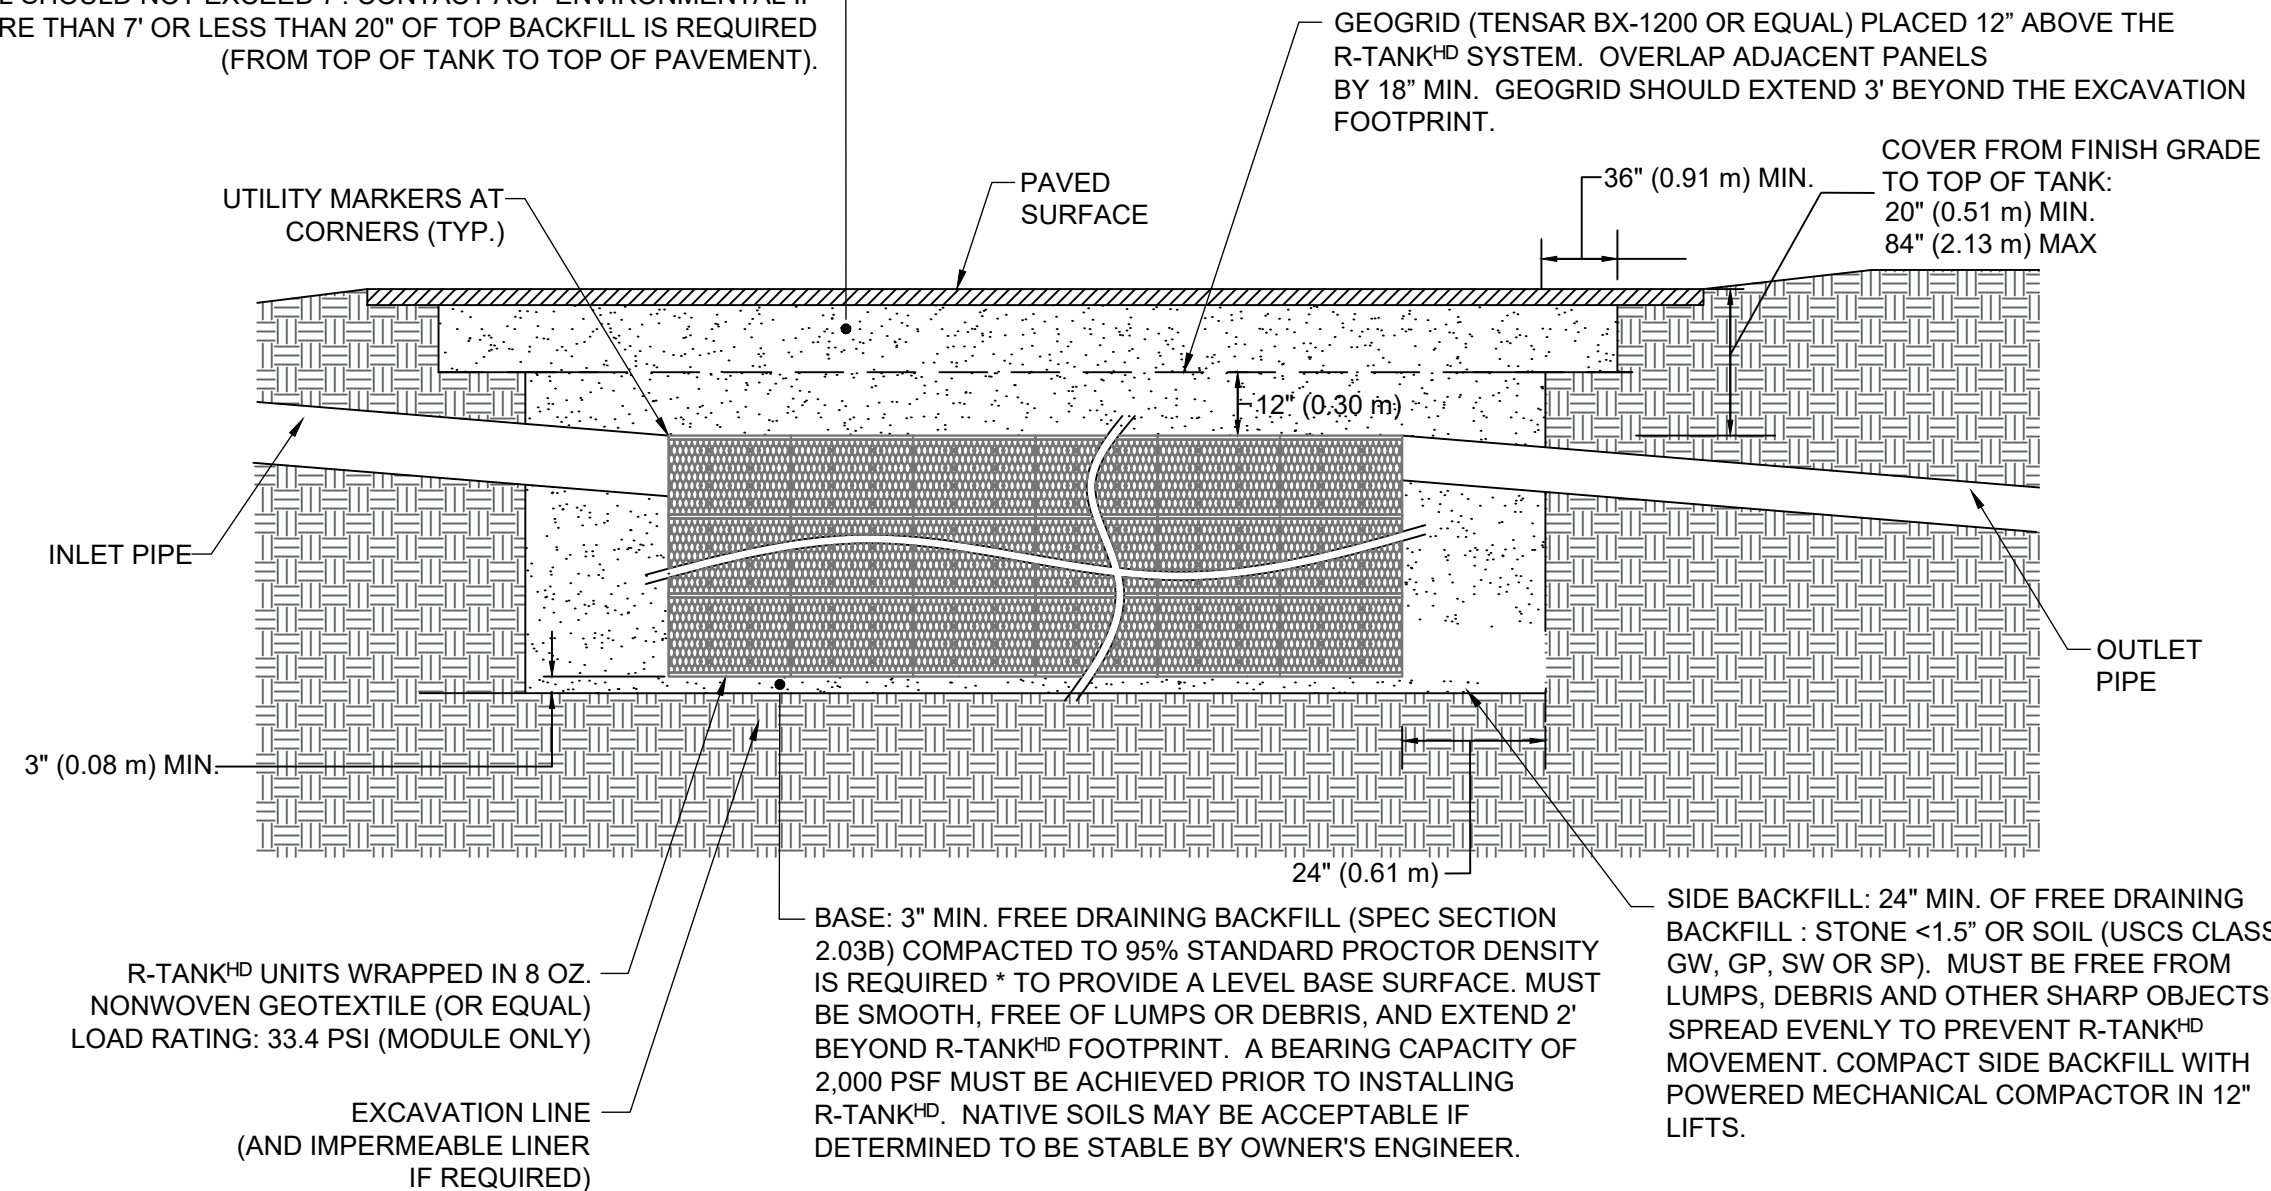 SHOULD NOT EXCEED 7'. CONTACT ACF ENVIRONMENTAL IF
THAN 7' OR LESS THAN 20" OF TOP BACKFILL IS REQUIRED
(FROM TOP OF TANK TO TOP OF PAVEMENT).
GEOGRID (TENSAR BX-1200 OR EQUAL) PLACED 12” ABOVE THE
R-TANKHD SYSTEM. OVERLAP ADJACENT PANELS
BY 18” MIN. GEOGRID SHOULD EXTEND 3' BEYOND THE EXCAVATION
FOOTPRINT.
COVER FROM FINISH GRADE
TO TOP OF TANK:
20" (0.51 m) MIN.
84" (2.13 m) MAX
36" (0.91 m) MIN.
PAVED
SURFACE
UTILITY MARKERS AT
CORNERS (TYP.)
12" (0.30 m)
INLET PIPE
OUTLET
PIPE
3" (0.08 m) MIN.
24" (0.61 m)
R-TANKHD UNITS WRAPPED IN 8 OZ.
NONWOVEN GEOTEXTILE (OR EQUAL)
LOAD RATING: 33.4 PSI (MODULE ONLY)
EXCAVATION LINE
(AND IMPERMEABLE LINER
IF REQUIRED)
BASE: 3" MIN. FREE DRAINING BACKFILL (SPEC SECTION
2.03B) COMPACTED TO 95% STANDARD PROCTOR DENSITY
IS REQUIRED * TO PROVIDE A LEVEL BASE SURFACE. MUST
BE SMOOTH, FREE OF LUMPS OR DEBRIS, AND EXTEND 2'
BEYOND R-TANKHD FOOTPRINT. A BEARING CAPACITY OF
2,000 PSF MUST BE ACHIEVED PRIOR TO INSTALLING
R-TANKHD. NATIVE SOILS MAY BE ACCEPTABLE IF
DETERMINED TO BE STABLE BY OWNER'S ENGINEER.
SIDE BACKFILL: 24" MIN. OF FREE DRAINING
BACKFILL : STONE <1.5” OR SOIL (USCS CLASS
GW, GP, SW OR SP). MUST BE FREE FROM
LUMPS, DEBRIS AND OTHER SHARP OBJECTS
SPREAD EVENLY TO PREVENT R-TANKHD
MOVEMENT. COMPACT SIDE BACKFILL WITH
POWERED MECHANICAL COMPACTOR IN 12"
LIFTS.